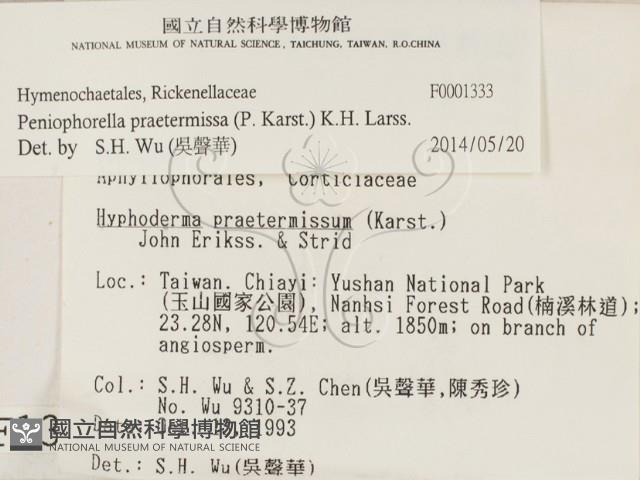 國立自然科學博物館
NATIONAL MUSEUM OF NATURAL SCIENCE, TAICHUNG, TAIWAN, R.O.CHINA
Hymenochaetales, Rickenellaceae F0001333
Peniophorella praetermissa (P. Karst.) K.H. Larss.
Det. by S.H. Wu (吳聲華) 2014/05/20
Aphyllophorales, Corticiaceae
Hyphoderma praetermissum (Karst.)
John Erikss. & Strid
Loc.: Taiwan. Chiayi: Yushan National Park
(玉山國家公園), Nanhsi Forest Road(楠溪林道);
23.28N, 120.54E; alt. 1850m; on branch of
angiosperm.
Col.: S.H. Wu & S.Z. Chen(吳聲華,陳秀珍)
No. Wu 9310-37
1993
國立自然科學博物館
NATIONAL MUSEUM OF NATURAL SCIENCE
Det.: S.H. Wu(吳聲華)